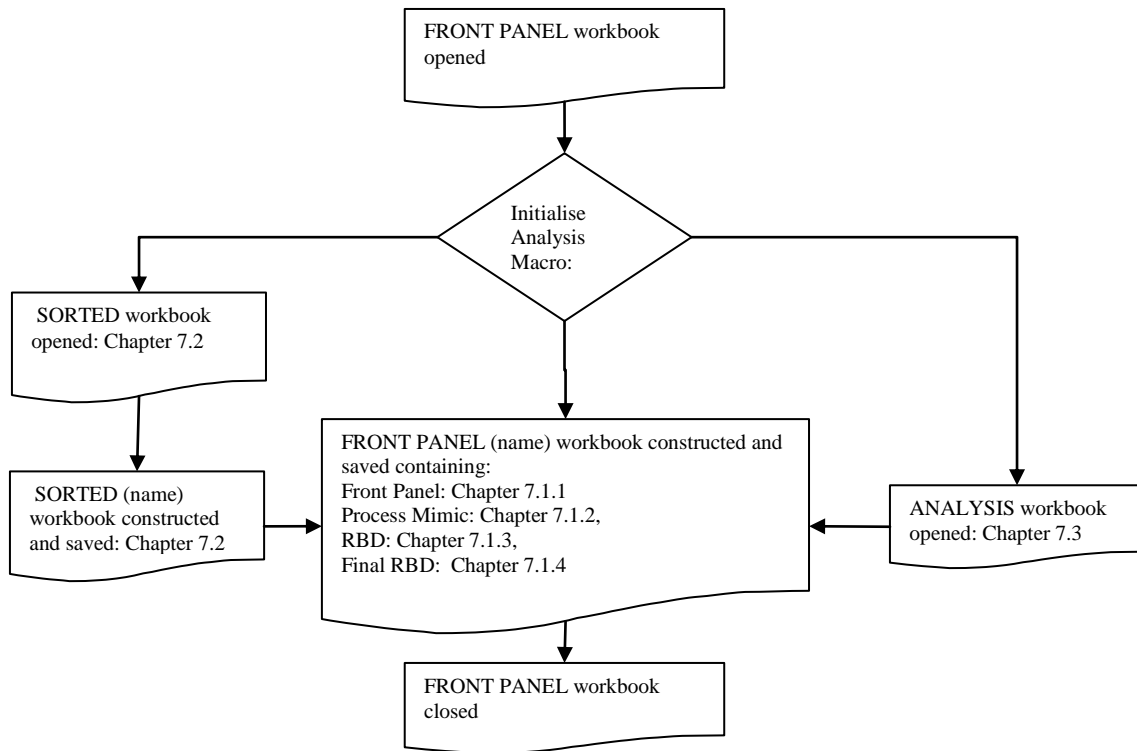 FRONT PANEL workbook
opened
Initialise
Analysis
Macro:
SORTED workbook
opened: Chapter 7.2
SORTED (name)
workbook constructed
and saved: Chapter 7.2
FRONT PANEL (name) workbook constructed and
saved containing:
Front Panel: Chapter 7.1.1
Process Mimic: Chapter 7.1.2,
RBD: Chapter 7.1.3,
Final RBD:  Chapter 7.1.4
ANALYSIS workbook
opened: Chapter 7.3
FRONT PANEL workbook
closed